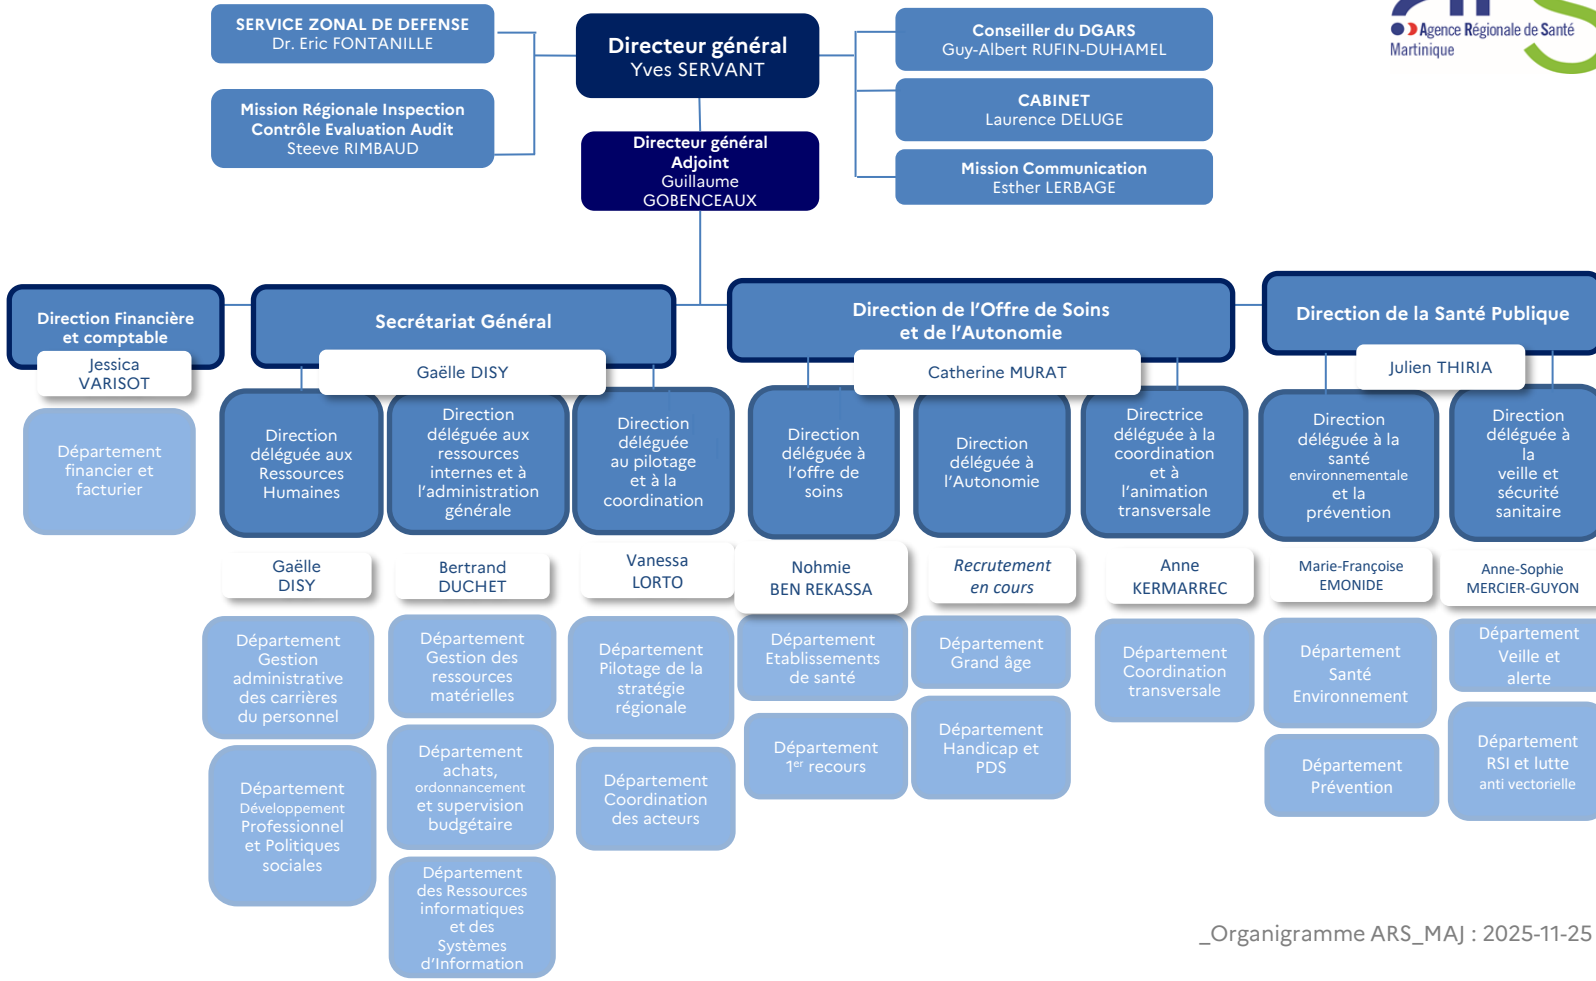 SERVICE ZONAL DE DEFENSE
Dr. Eric FONTANILLE
Mission Régionale Inspection
Contrôle Evaluation Audit
Steeve RIMBAUD
Directeur général
Yves SERVANT
Directeur général
Adjoint
Guillaume
GOBENCEAUX
Conseiller du DGARS
Guy-Albert RUFIN-DUHAMEL
CABINET
Laurence DELUGE
Mission Communication
Esther LERBAGE
Agence Régionale de Santé
Martinique
Direction Financière
et comptable
Jessica
VARISOT
Département
financier et
facturier
Secrétariat Général
Gaëlle DISY
Direction
déléguée aux
Ressources
Humaines
Gaëlle
DISY
Département
Gestion
administrative
des carrières
du personnel
Département
Développement
Professionnel
et Politiques
sociales
Direction
déléguée aux
ressources
internes et à
l'administration
générale
Bertrand
DUCHET
Département
Gestion des
ressources
matérielles
Département
achats,
ordonnancement
et supervision
budgétaire
Département
des Ressources
informatiques
et des
Systèmes
d'Information
Direction
déléguée
au pilotage
et à la
coordination
Vanessa
LORTO
Département
Pilotage de la
stratégie
régionale
Département
Coordination
des acteurs
Direction de l'Offre de Soins
et de l'Autonomie
Catherine MURAT
Direction
déléguée à
l'offre de
soins
Nohmie
BEN REKASSA
Département
Etablissements
de santé
Département
1er recours
Direction
déléguée à
l'Autonomie
Recrutement
en cours
Département
Grand âge
Département
Handicap et
PDS
Directrice
déléguée à la
coordination
et à
l'animation
transversale
Anne
KERMARREC
Département
Coordination
transversale
Direction de la Santé Publique
Julien THIRIA
Direction
déléguée à la
santé
environnementale
et la
prévention
Marie-Françoise
EMONIDE
Département
Santé
Environnement
Département
Prévention
Direction
déléguée à
la
veille et
sécurité
sanitaire
Anne-Sophie
MERCIER-GUYON
Département
Veille et
alerte
Département
RSI et lutte
anti vectorielle
_Organigramme ARS_MAJ : 2025-11-25